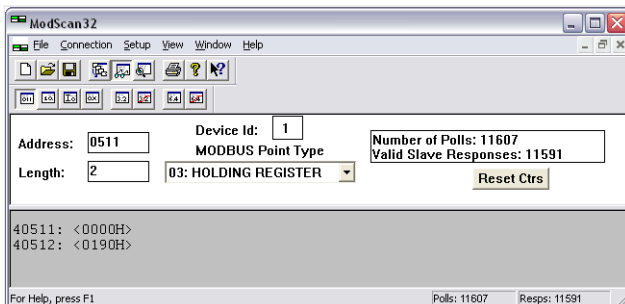 ModScan32
File Connection Setup View Window Help
Address: 0511
Device Id: 1
MODBUS Point Type
Length: 2
03: HOLDING REGISTER
Number of Polls: 11607
Valid Slave Responses: 11591
Reset Ctrs
40511: <0000H>
40512: <0190H>
For Help, press F1
Polls: 11607
Resps: 11591